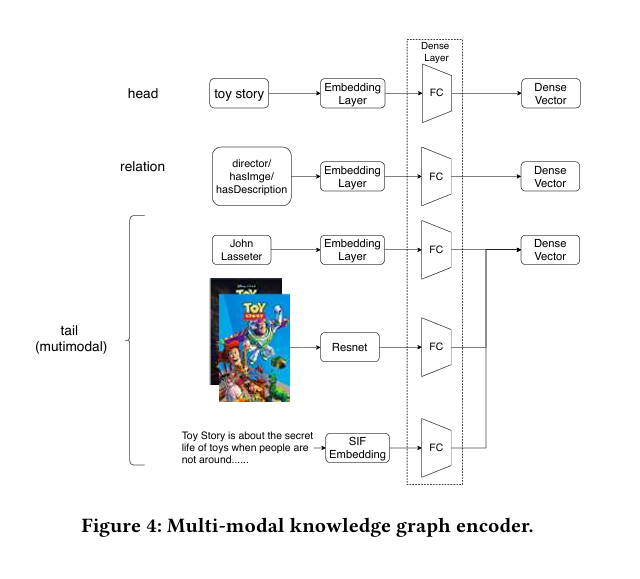 Dense
Layer
head
toy story
Embedding
Layer
FC
Dense
Vector
relation
director/
hasImge/
hasDescription
Embedding
Layer
FC
Dense
Vector
John
Lasseter
Embedding
Layer
FC
Dense
Vector
tail
(mutimodal)
TOY
TOY
STORY
Resnet
FC
Toy Story is about the secret
life of toys when people are
not around......
SIF
Embedding
FC
Figure 4: Multi-modal knowledge graph encoder.